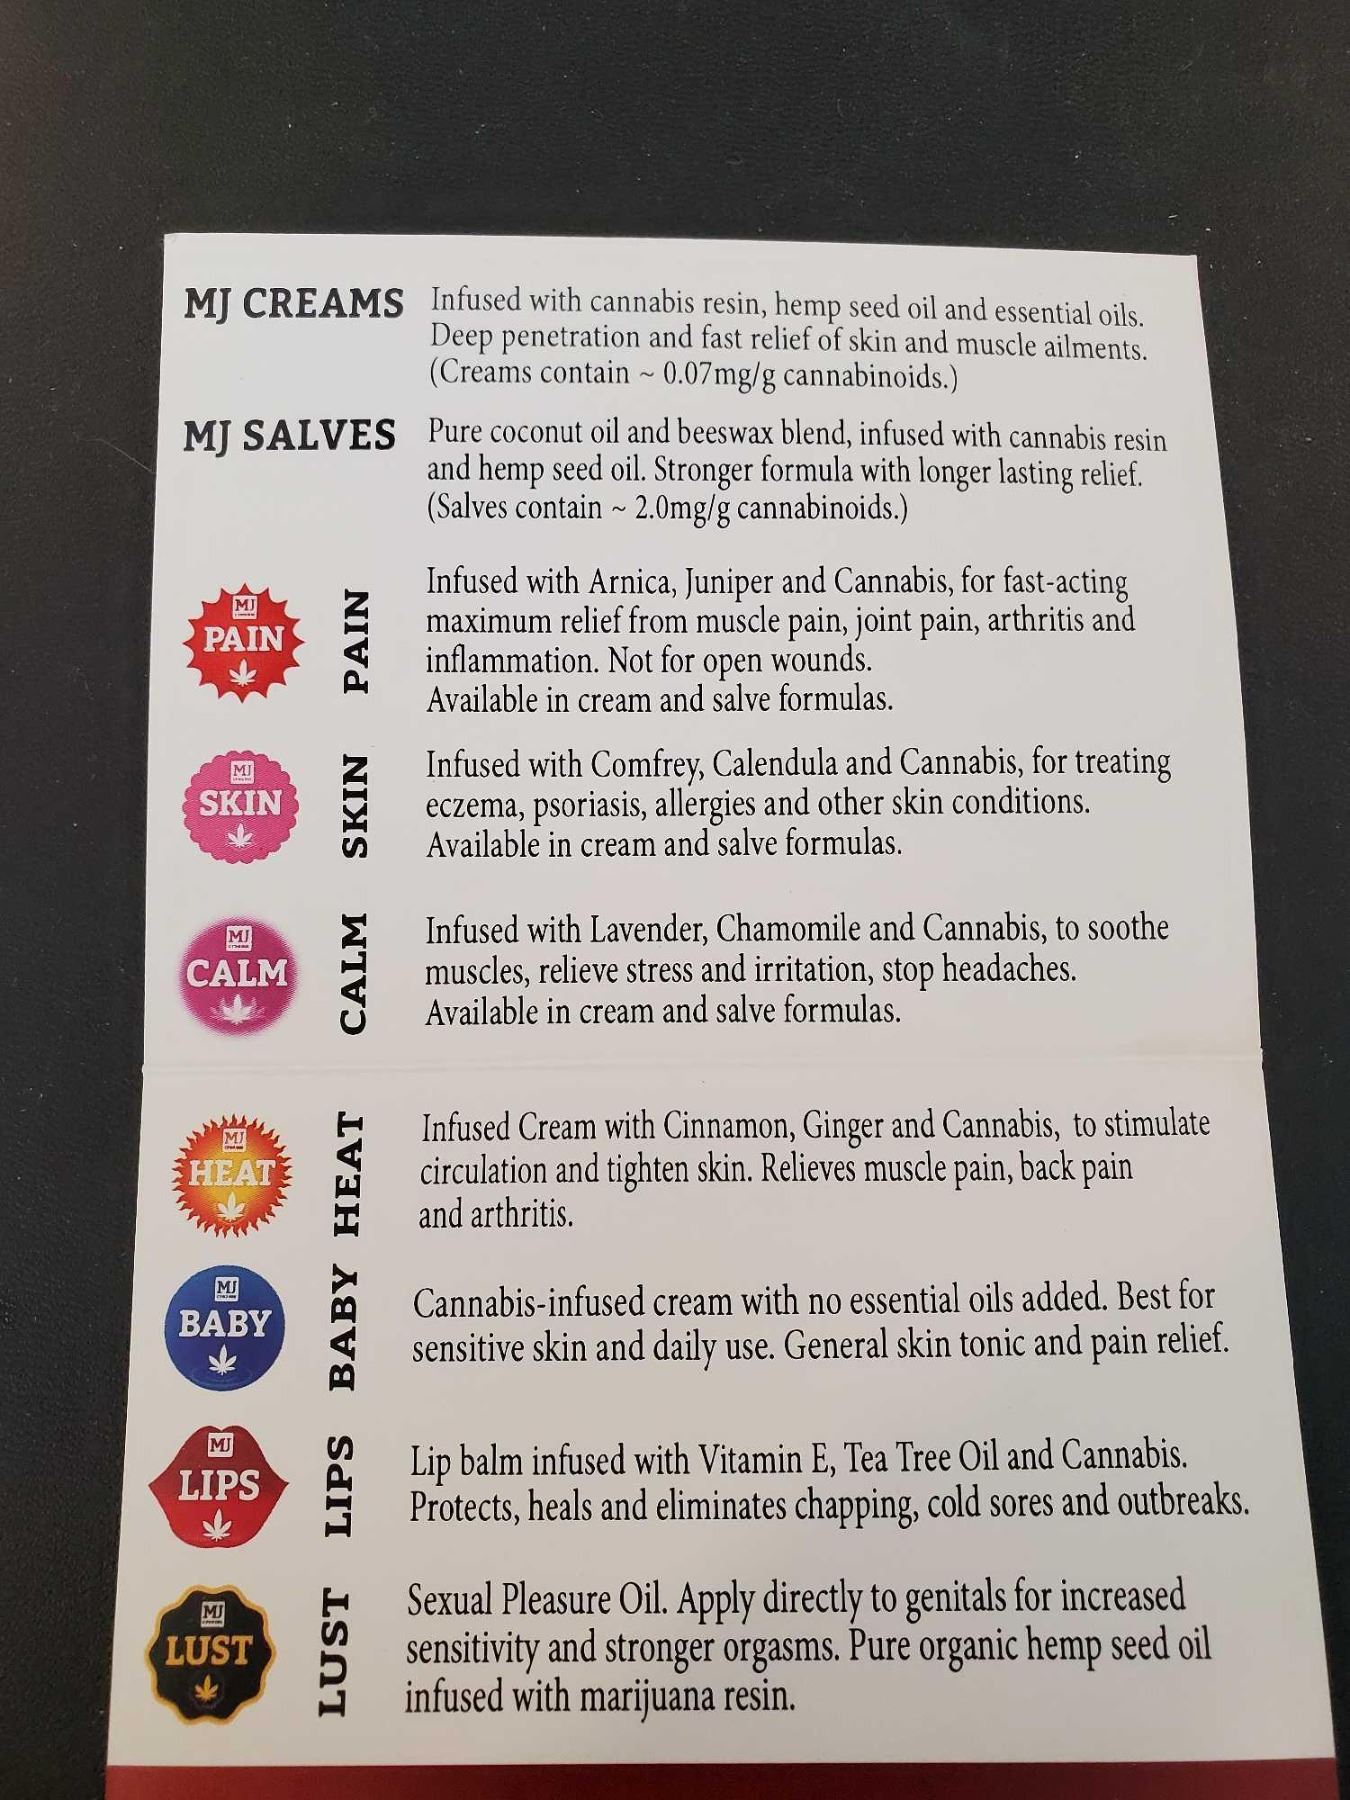 MJ CREAMS
Infused with cannabis resin, hemp seed oil and essential oils.
Deep penetration and fast relief of skin and muscle ailments.
(Creams contain ~ 0.07mg/g cannabinoids.)
MJ SALVES
Pure coconut oil and beeswax blend, infused with cannabis resin
and hemp seed oil. Stronger formula with longer lasting relief.
(Salves contain ~ 2.0mg/g cannabinoids.)
MJ
PAIN
PAIN
Infused with Arnica, Juniper and Cannabis, for fast-acting
maximum relief from muscle pain, joint pain, arthritis and
inflammation. Not for open wounds.
Available in cream and salve formulas.
MJ
SKIN
SKIN
Infused with Comfrey, Calendula and Cannabis, for treating
eczema, psoriasis, allergies and other skin conditions.
Available in cream and salve formulas.
MJ
CALM
CALM
Infused with Lavender, Chamomile and Cannabis, to soothe
muscles, relieve stress and irritation, stop headaches.
Available in cream and salve formulas.
MJ
HEAT
HEAT
Infused Cream with Cinnamon, Ginger and Cannabis, to stimulate
circulation and tighten skin. Relieves muscle pain, back pain
and arthritis.
MJ
BABY
BABY
Cannabis-infused cream with no essential oils added. Best for
sensitive skin and daily use. General skin tonic and pain relief.
MJ
LIPS
LIPS
Lip balm infused with Vitamin E, Tea Tree Oil and Cannabis.
Protects, heals and eliminates chapping, cold sores and outbreaks.
MJ
LUST
LUST
Sexual Pleasure Oil. Apply directly to genitals for increased
sensitivity and stronger orgasms. Pure organic hemp seed oil
infused with marijuana resin.